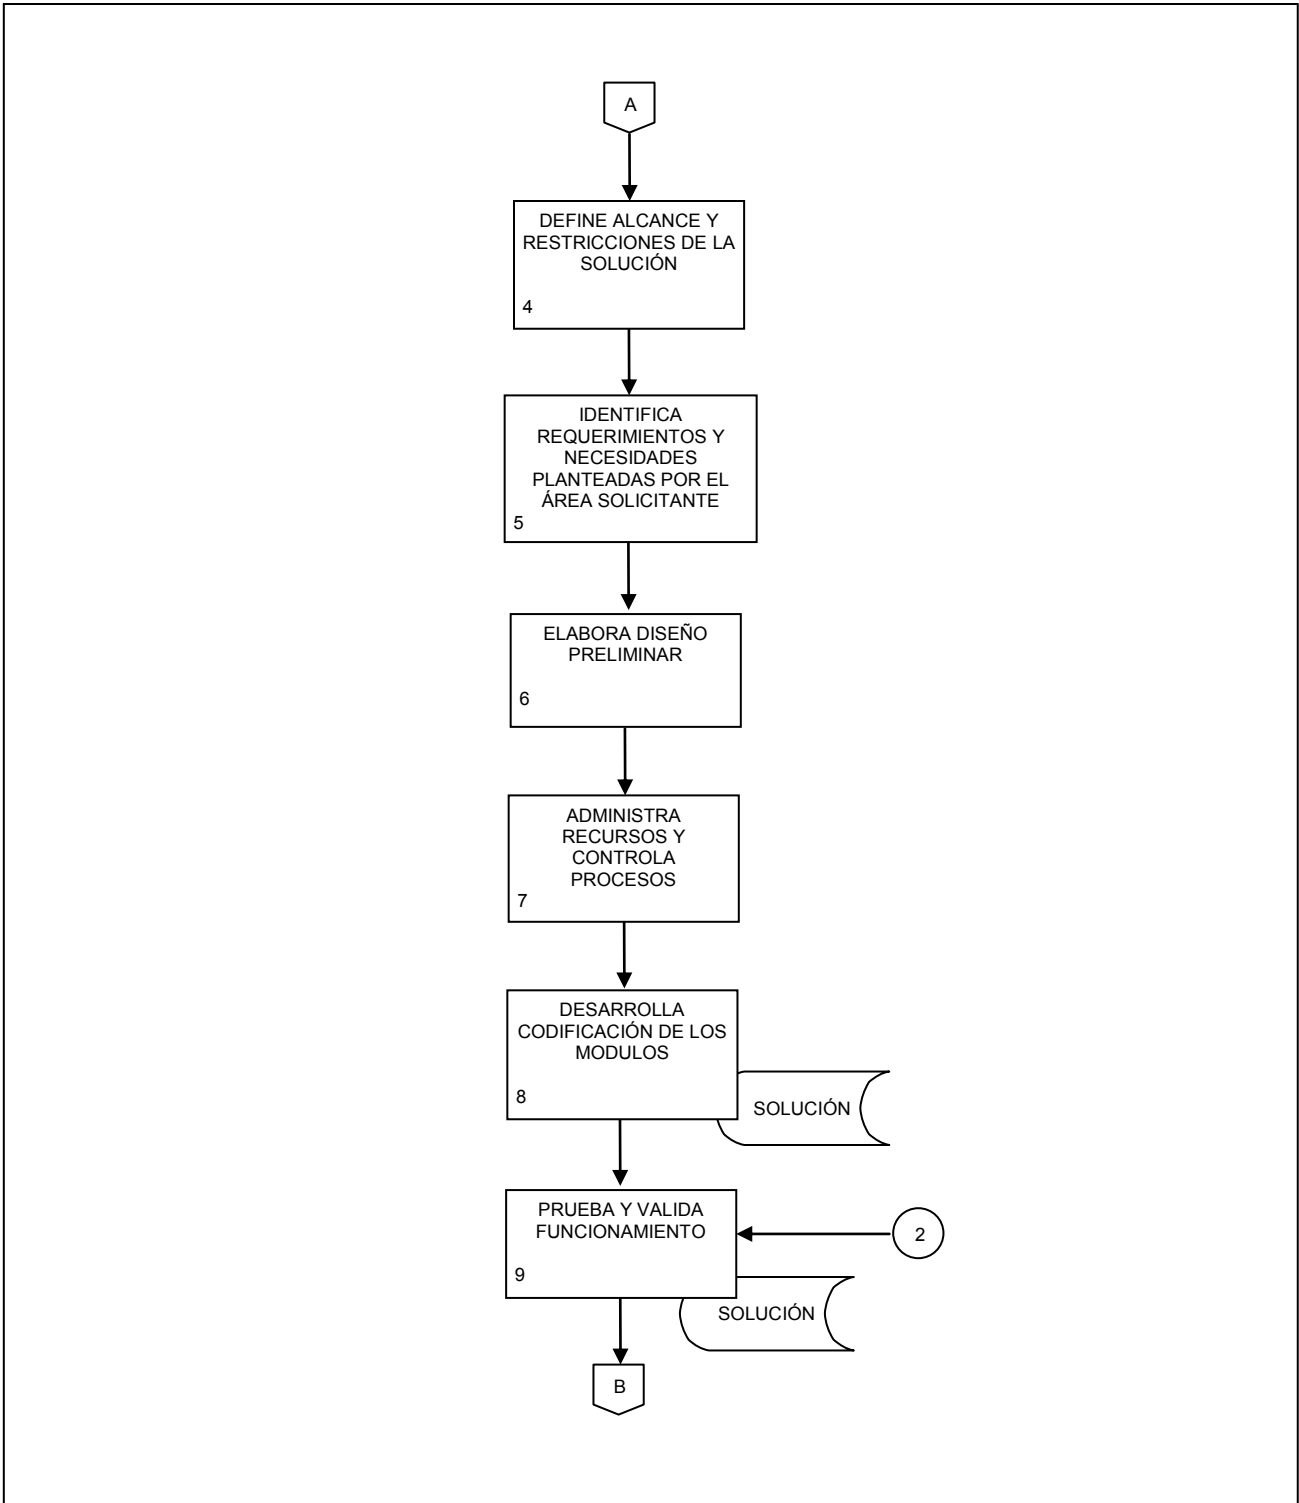 A
DEFINE ALCANCE Y
RESTRICCIONES DE LA
SOLUCIÓN
4
IDENTIFICA
REQUERIMIENTOS Y
NECESIDADES
PLANTEADAS POR EL
ÁREA SOLICITANTE
5
ELABORA DISEÑO
PRELIMINAR
6
ADMINISTRA
RECURSOS Y
CONTROLA
PROCESOS
7
DESARROLLA
CODIFICACIÓN DE LOS
MODULOS
8
SOLUCIÓN
PRUEBA Y VALIDA
FUNCIONAMIENTO
2
9
SOLUCIÓN
B